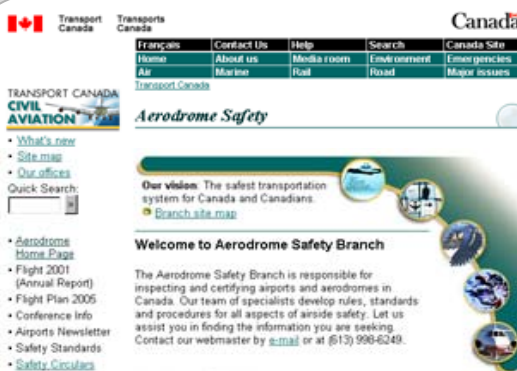 Transport Transports
Canada Canada
Canada
Français Contact Us Help Search Canada Site
Home About us Media room Environment Emergencies
Air Marine Rail Road Major issues
Transport Canada
TRANSPORT CANADA
CIVIL
AVIATION
Aerodrome Safety
• What's new
• Site map
• Our offices
Quick Search:
• Aerodrome
Home Page
• Flight 2001
(Annual Report)
• Flight Plan 2005
• Conference Info
• Airports Newsletter
• Safety Standards
• Safety Circulars
Our vision: The safest transportation
system for Canada and Canadians.
Branch site map
Welcome to Aerodrome Safety Branch
The Aerodrome Safety Branch is responsible for
inspecting and certifying airports and aerodromes in
Canada. Our team of specialists develop rules, standards
and procedures for all aspects of airside safety. Let us
assist you in finding the information you are seeking.
Contact our webmaster by e-mail or at (613) 998-6249.